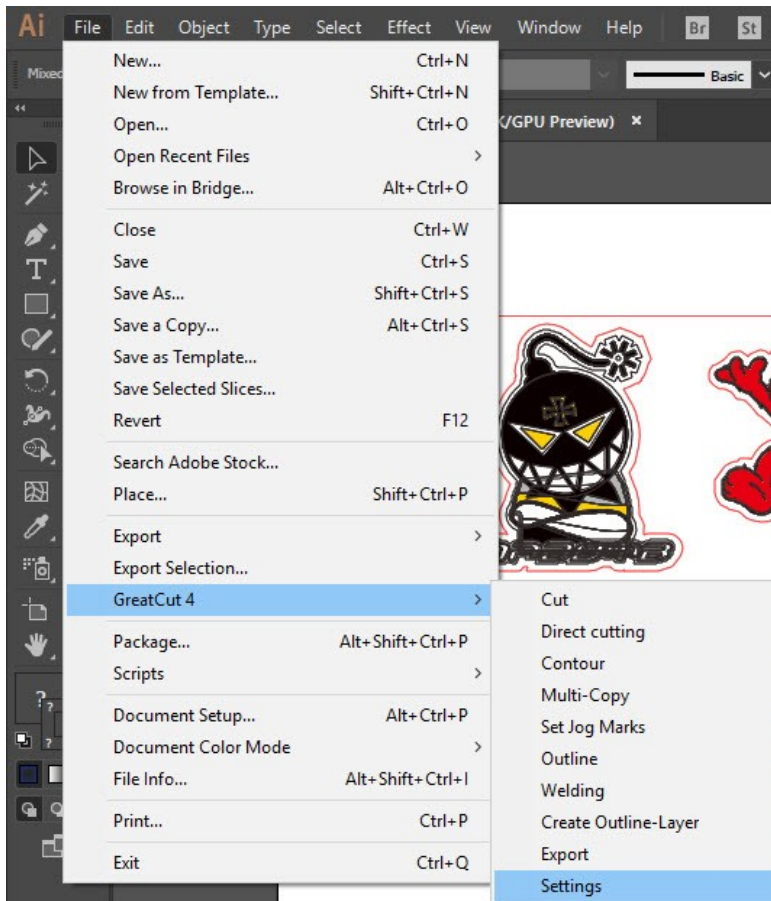 Ai File Edit Object Type Select Effect View Window Help Br St
Mixed
Basic
K/GPU Preview) ×
New... Ctrl+N
New from Template... Shift+Ctrl+N
Open... Ctrl+O
Open Recent Files
Browse in Bridge... Alt+Ctrl+O
Close Ctrl+W
Save Ctrl+S
Save As... Shift+Ctrl+S
Save a Copy... Alt+Ctrl+S
Save as Template...
Save Selected Slices...
Revert F12
Search Adobe Stock...
Place... Shift+Ctrl+P
Export
Export Selection...
GreatCut 4
Package... Alt+Shift+Ctrl+P
Scripts
Document Setup... Alt+Ctrl+P
Document Color Mode
File Info... Alt+Shift+Ctrl+I
Print... Ctrl+P
Exit Ctrl+Q
Cut
Direct cutting
Contour
Multi-Copy
Set Jog Marks
Outline
Welding
Create Outline-Layer
Export
Settings